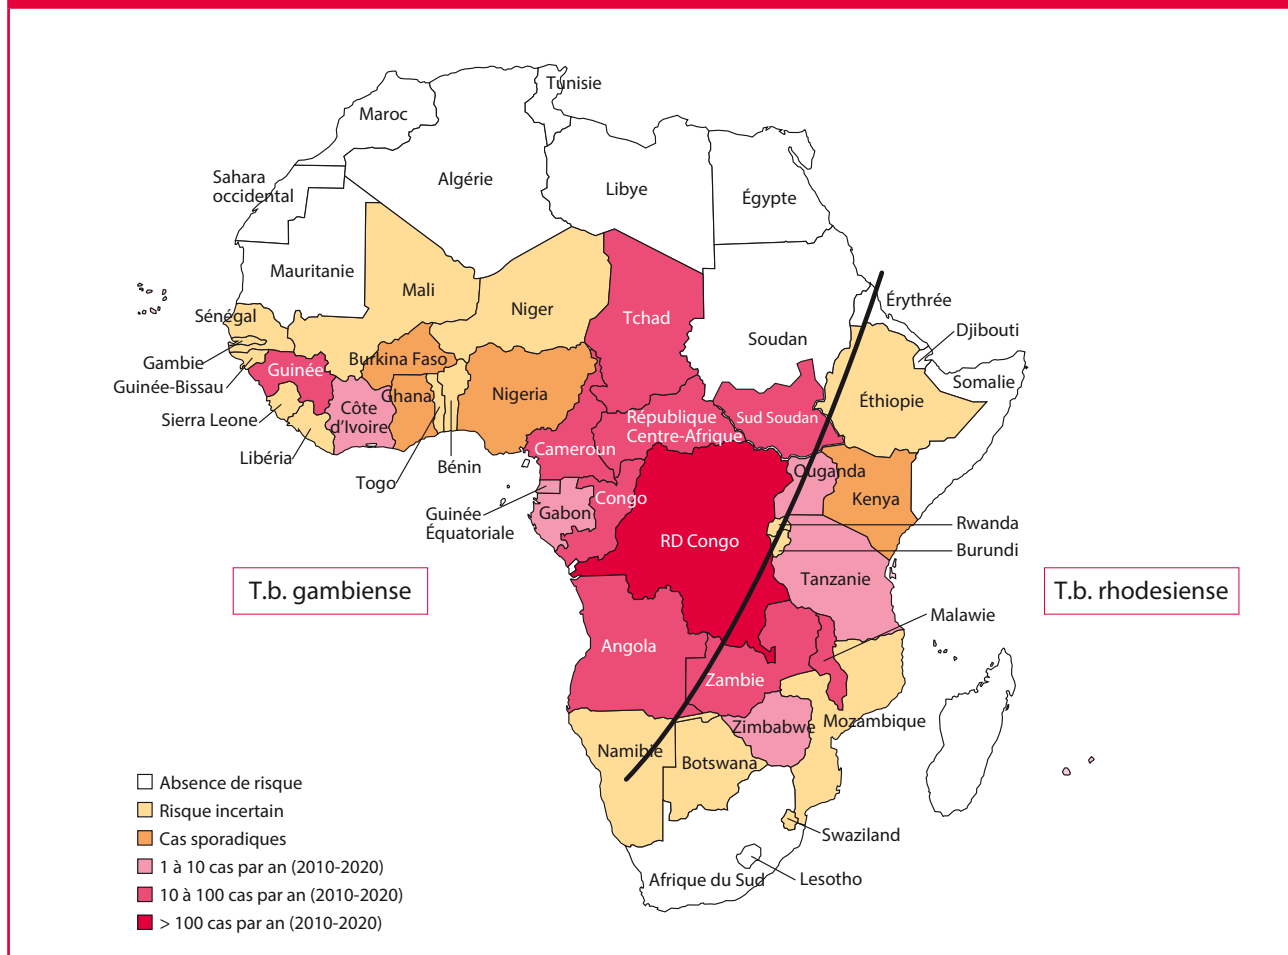 Tunisie
Maroc
Algérie
Libye
Égypte
Sahara
occidental
Mauritanie
Mali
Niger
Tchad
Soudan
Érythrée
Djibouti
Somalie
Sénégal
Gambie
Guinée-Bissau
Guinée
Sierra Leone
Libéria
Côte
d'Ivoire
Burkina Faso
Ghana
Togo
Bénin
Nigeria
Cameroun
République
Centre-Afrique
Sud Soudan
Éthiopie
Ouganda
Kenya
Guinée
Équatoriale
Gabon
Congo
RD Congo
Rwanda
Burundi
Tanzanie
T.b. gambiense
T.b. rhodesiense
Malawie
Angola
Zambie
Mozambique
Zimbabwe
Namibie
Botswana
Swaziland
Lesotho
Afrique du Sud
Absence de risque
Risque incertain
Cas sporadiques
1 à 10 cas par an (2010-2020)
10 à 100 cas par an (2010-2020)
> 100 cas par an (2010-2020)